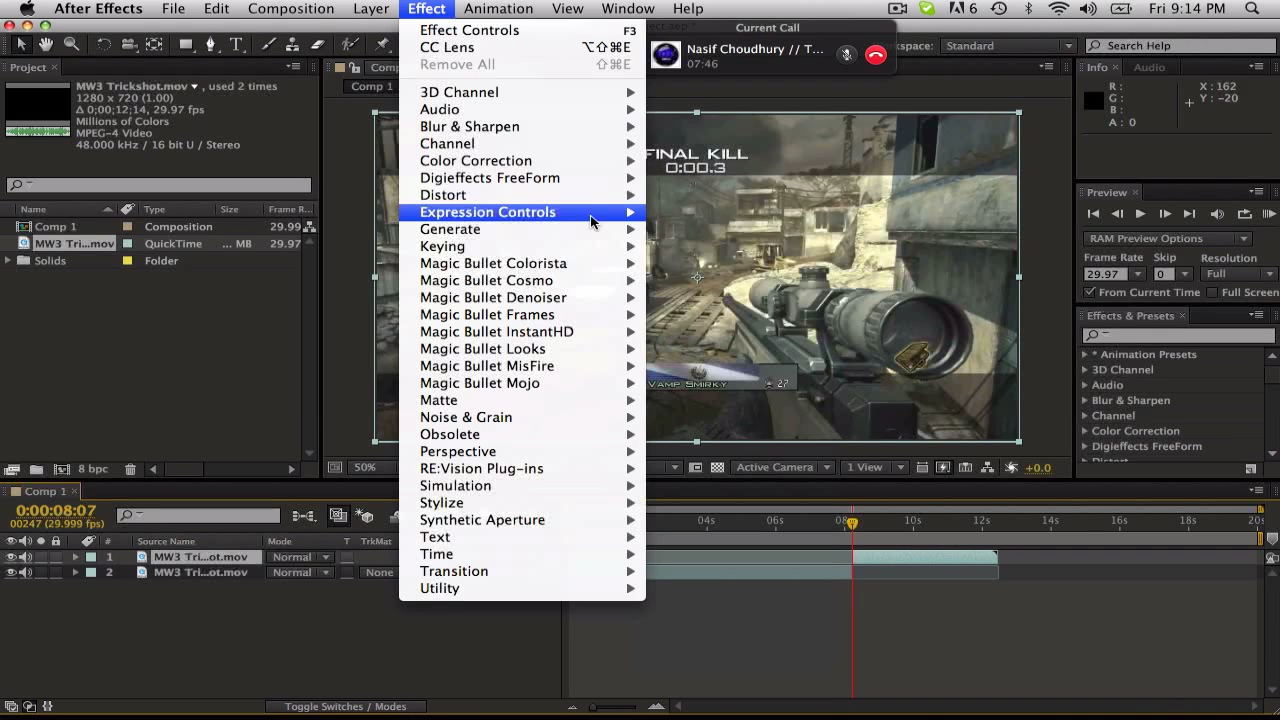 After Effects File Edit Composition Layer Effect Animation View Window Help 6 Fri 9:14 PM
Current Call
Nasif Choudhury // T...
07:46
Workspace: Standard
Search Help
Project
MW3 Trickshot.mov ▾, used 2 times
1280 x 720 (1.00)
Δ 0;00;12;14, 29.97 fps
Millions of Colors
MPEG-4 Video
48.000 kHz / 16 bit U / Stereo
Name Type Size Frame R...
Comp 1 Composition 29.99
MW3 Tri...mov QuickTime ... MB 29.97
Solids Folder
8 bpc
Effect Controls F3
CC Lens ⌥⇧⌘E
Remove All ⇧⌘E
3D Channel
Audio
Blur & Sharpen
Channel
Color Correction
Digieffects FreeForm
Distort
Expression Controls
Generate
Keying
Magic Bullet Colorista
Magic Bullet Cosmo
Magic Bullet Denoiser
Magic Bullet Frames
Magic Bullet InstantHD
Magic Bullet Looks
Magic Bullet MisFire
Magic Bullet Mojo
Matte
Noise & Grain
Obsolete
Perspective
RE:Vision Plug-ins
Simulation
Stylize
Synthetic Aperture
Text
Time
Transition
Utility
Comp 1
FINAL KILL
0:00.3
Vamp Smirky 27
50% Active Camera 1 View +0.0
Info Audio
R: X: 162
G: Y: -20
B:
A: 0
Preview
RAM Preview Options
Frame Rate Skip Resolution
29.97 0 Full
From Current Time Full Screen
Effects & Presets
* Animation Presets
3D Channel
Audio
Blur & Sharpen
Channel
Color Correction
Digieffects FreeForm
Comp 1
0:00:08:07
00247 (29.999 fps)
04s 06s 08 10s 12s 14s 16s 18s 20s
# Source Name Mode T TrkMat
1 MW3 Tri...ot.mov Normal
2 MW3 Tri...ot.mov Normal None
Toggle Switches / Modes